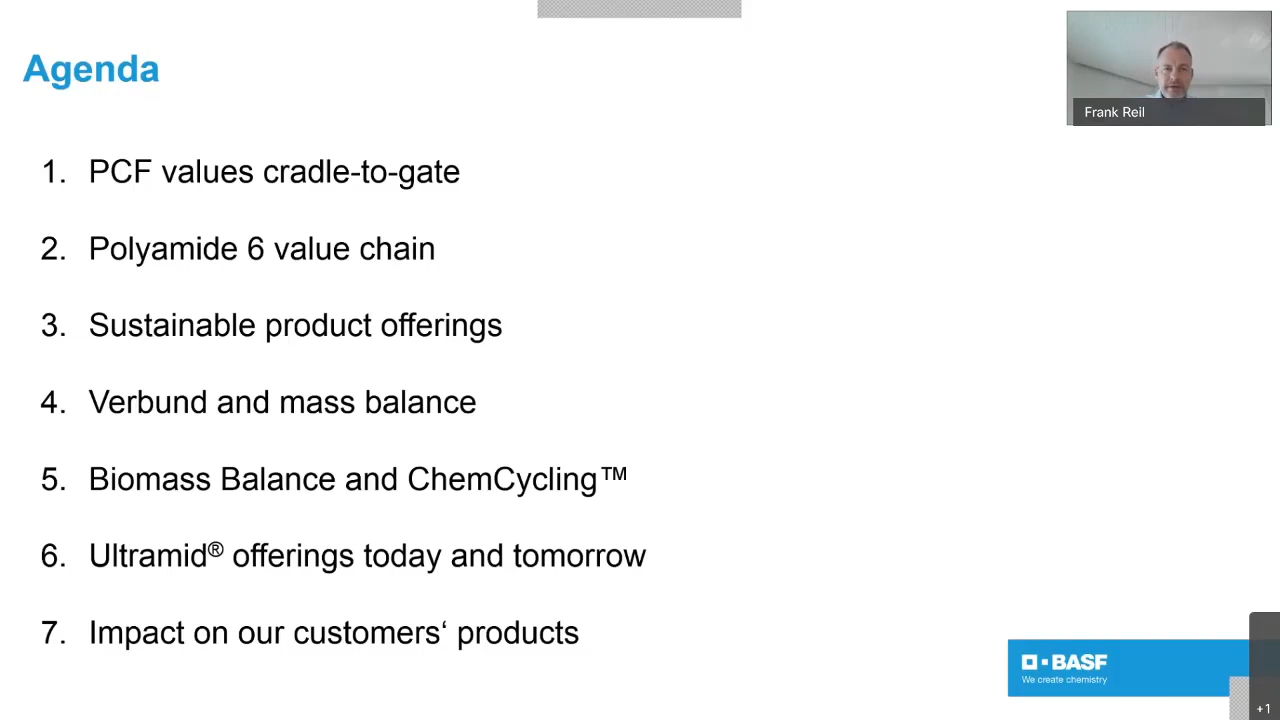 Agenda
Frank Reil
1. PCF values cradle-to-gate
2. Polyamide 6 value chain
3. Sustainable product offerings
4. Verbund and mass balance
5. Biomass Balance and ChemCycling™
6. Ultramid® offerings today and tomorrow
7. Impact on our customers‘ products
BASF
We create chemistry
+1